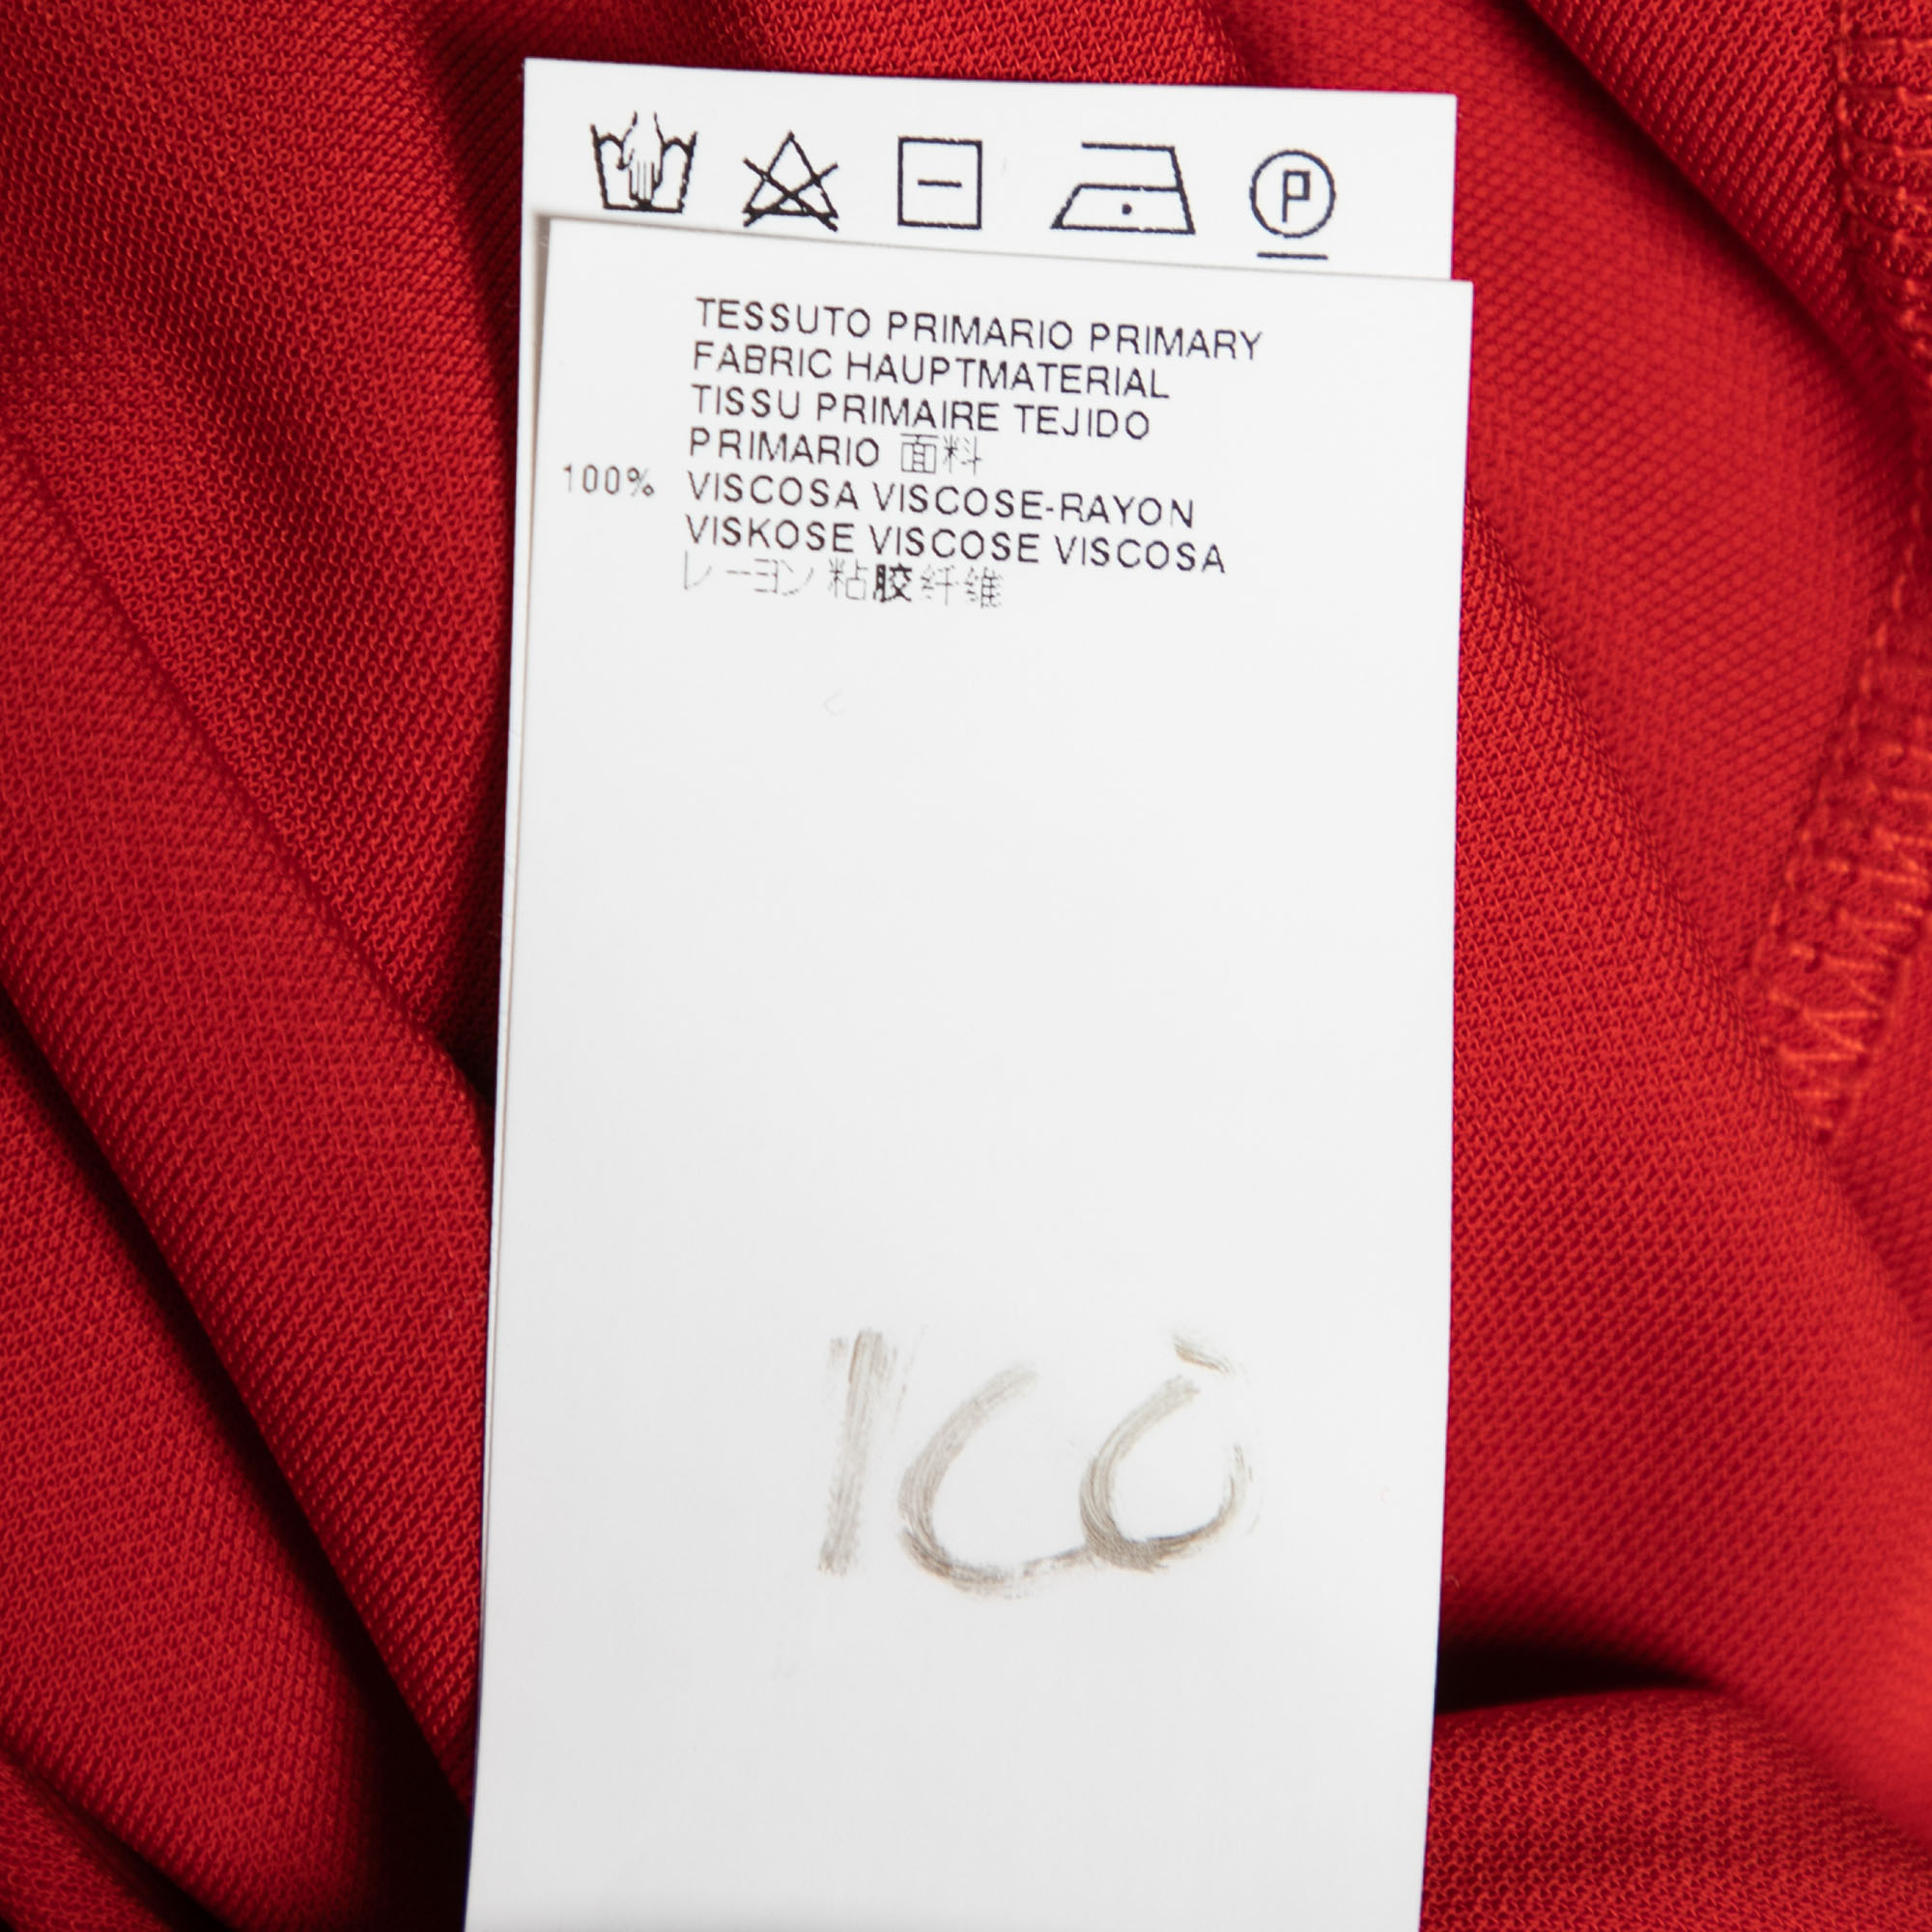 P
TESSUTO PRIMARIO PRIMARY
FABRIC HAUPTMATERIAL
TISSU PRIMAIRE TEJIDO
PRIMARIO 面料
100% VISCOSA VISCOSE-RAYON
VISKOSE VISCOSE VISCOSA
レーヨン 粘胶纤维